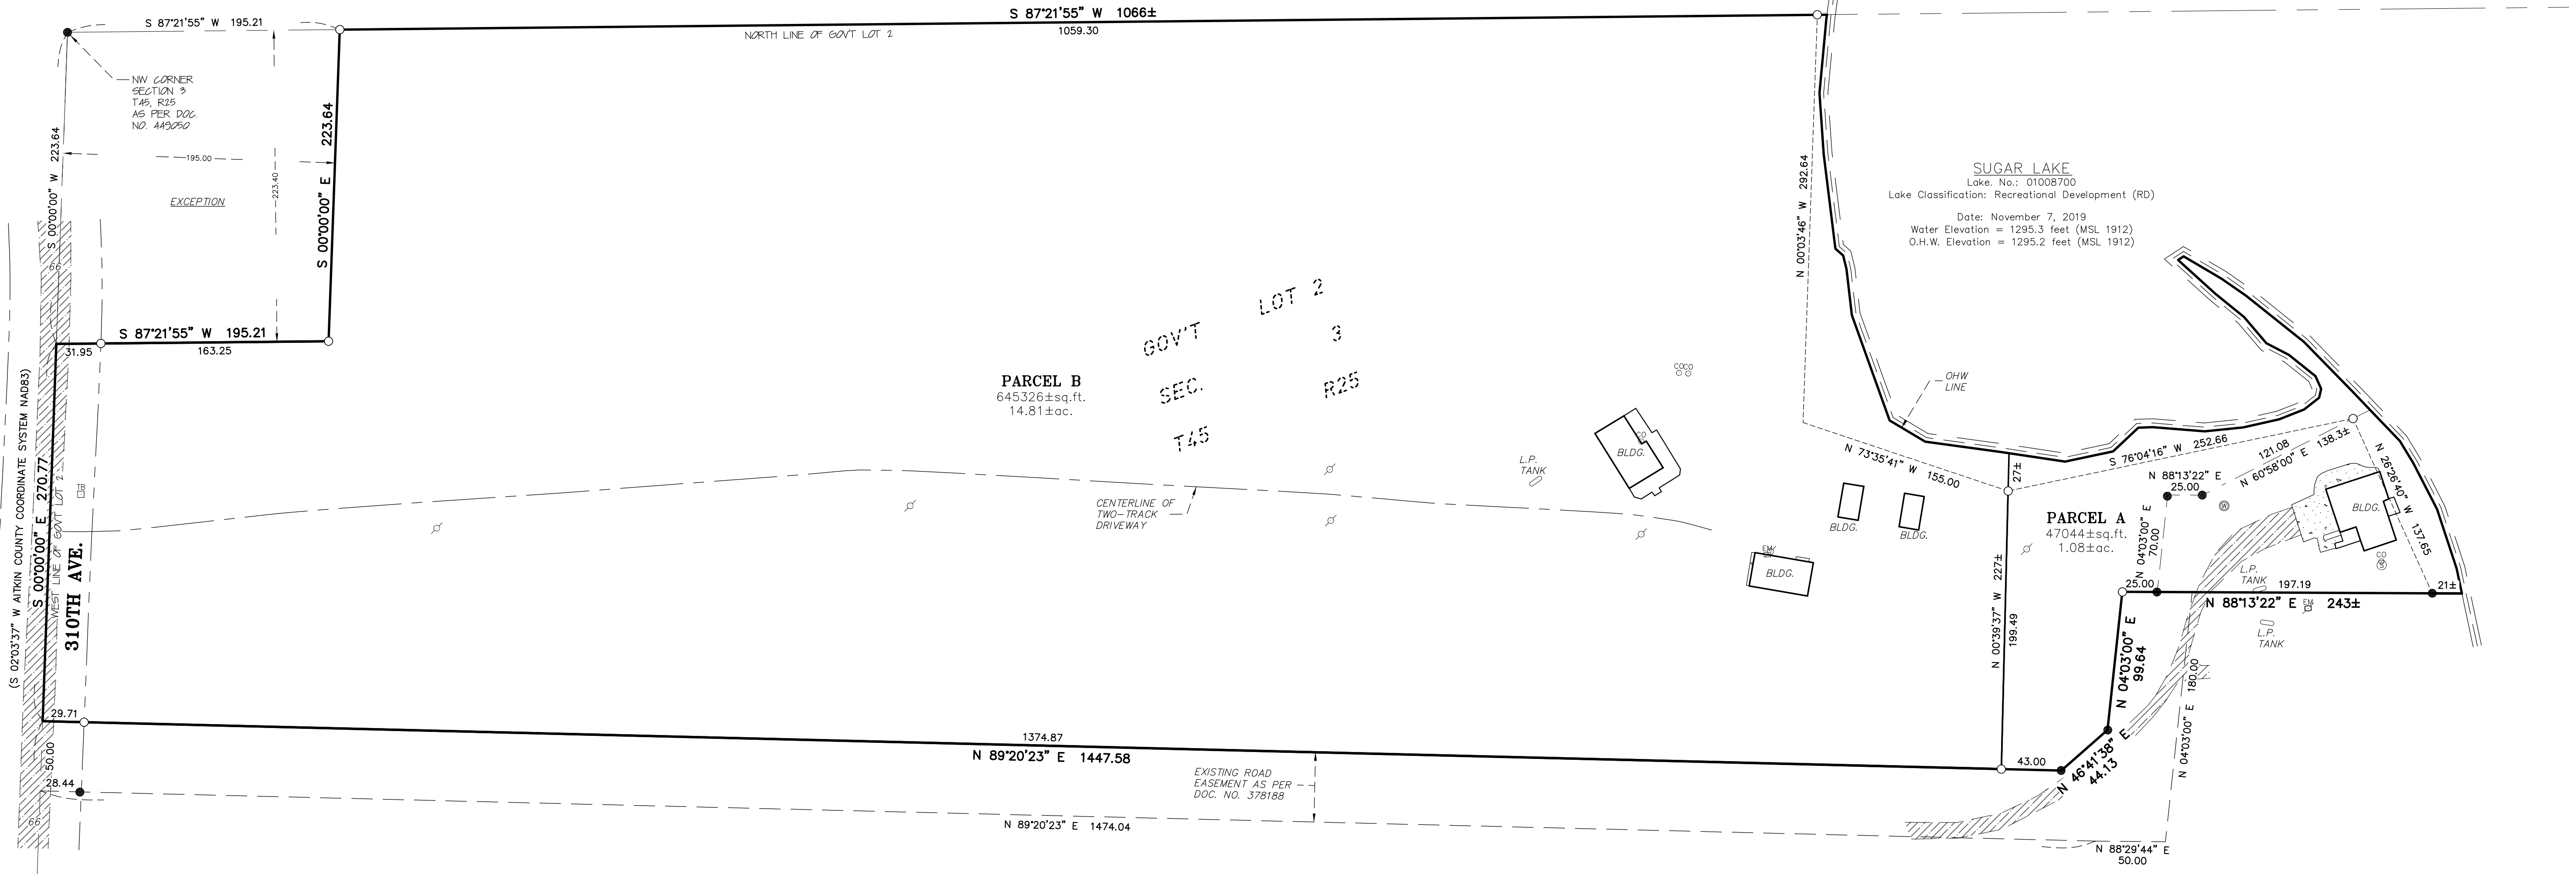 S 87°21'55" W 195.21
S 87°21'55" W 1066±
1059.30
NORTH LINE OF GOVT LOT 2
NW CORNER
SECTION 3
T45, R25
AS PER DOC.
NO. 449050
S 00°00'00" W 223.64
195.00
223.40
EXCEPTION
S 00°00'00" E 223.64
66
S 87°21'55" W 195.21
31.95
163.25
N 00°03'46" W 292.64
SUGAR LAKE
Lake. No.: 01008700
Lake Classification: Recreational Development (RD)
Date: November 7, 2019
Water Elevation = 1295.3 feet (MSL 1912)
O.H.W. Elevation = 1295.2 feet (MSL 1912)
GOV'T LOT 2
SEC. 3
T45 R25
PARCEL B
645326±sq.ft.
14.81±ac.
OHW
LINE
COCO
CO
BLDG.
L.P.
TANK
N 73°35'41" W 155.00
27±
S 76°04'16" W 252.66
121.08
138.3±
N 60°58'00" E
N 88°13'22" E
25.00
N 26°26'40" W 137.65
(S 02°03'37" W AITKIN COUNTY COORDINATE SYSTEM NAD83)
S 00°00'00" E 270.77
WEST LINE OF GOVT LOT 2
310TH AVE.
TB
CENTERLINE OF
TWO-TRACK
DRIVEWAY
BLDG.
BLDG.
EM
BLDG.
PARCEL A
47044±sq.ft.
1.08±ac.
N 04°03'00" E
70.00
W
BLDG.
CO
S
L.P.
TANK
197.19
21±
25.00
N 88°13'22" E 243±
EM
L.P.
TANK
N 00°39'37" W 227±
199.49
N 04°03'00" E
99.64
N 04°03'00" E 180.00
29.71
1374.87
N 89°20'23" E 1447.58
43.00
N 46°41'38" E
44.13
50.00
28.44
66
EXISTING ROAD
EASEMENT AS PER
DOC. NO. 378188
N 89°20'23" E 1474.04
N 88°29'44" E
50.00